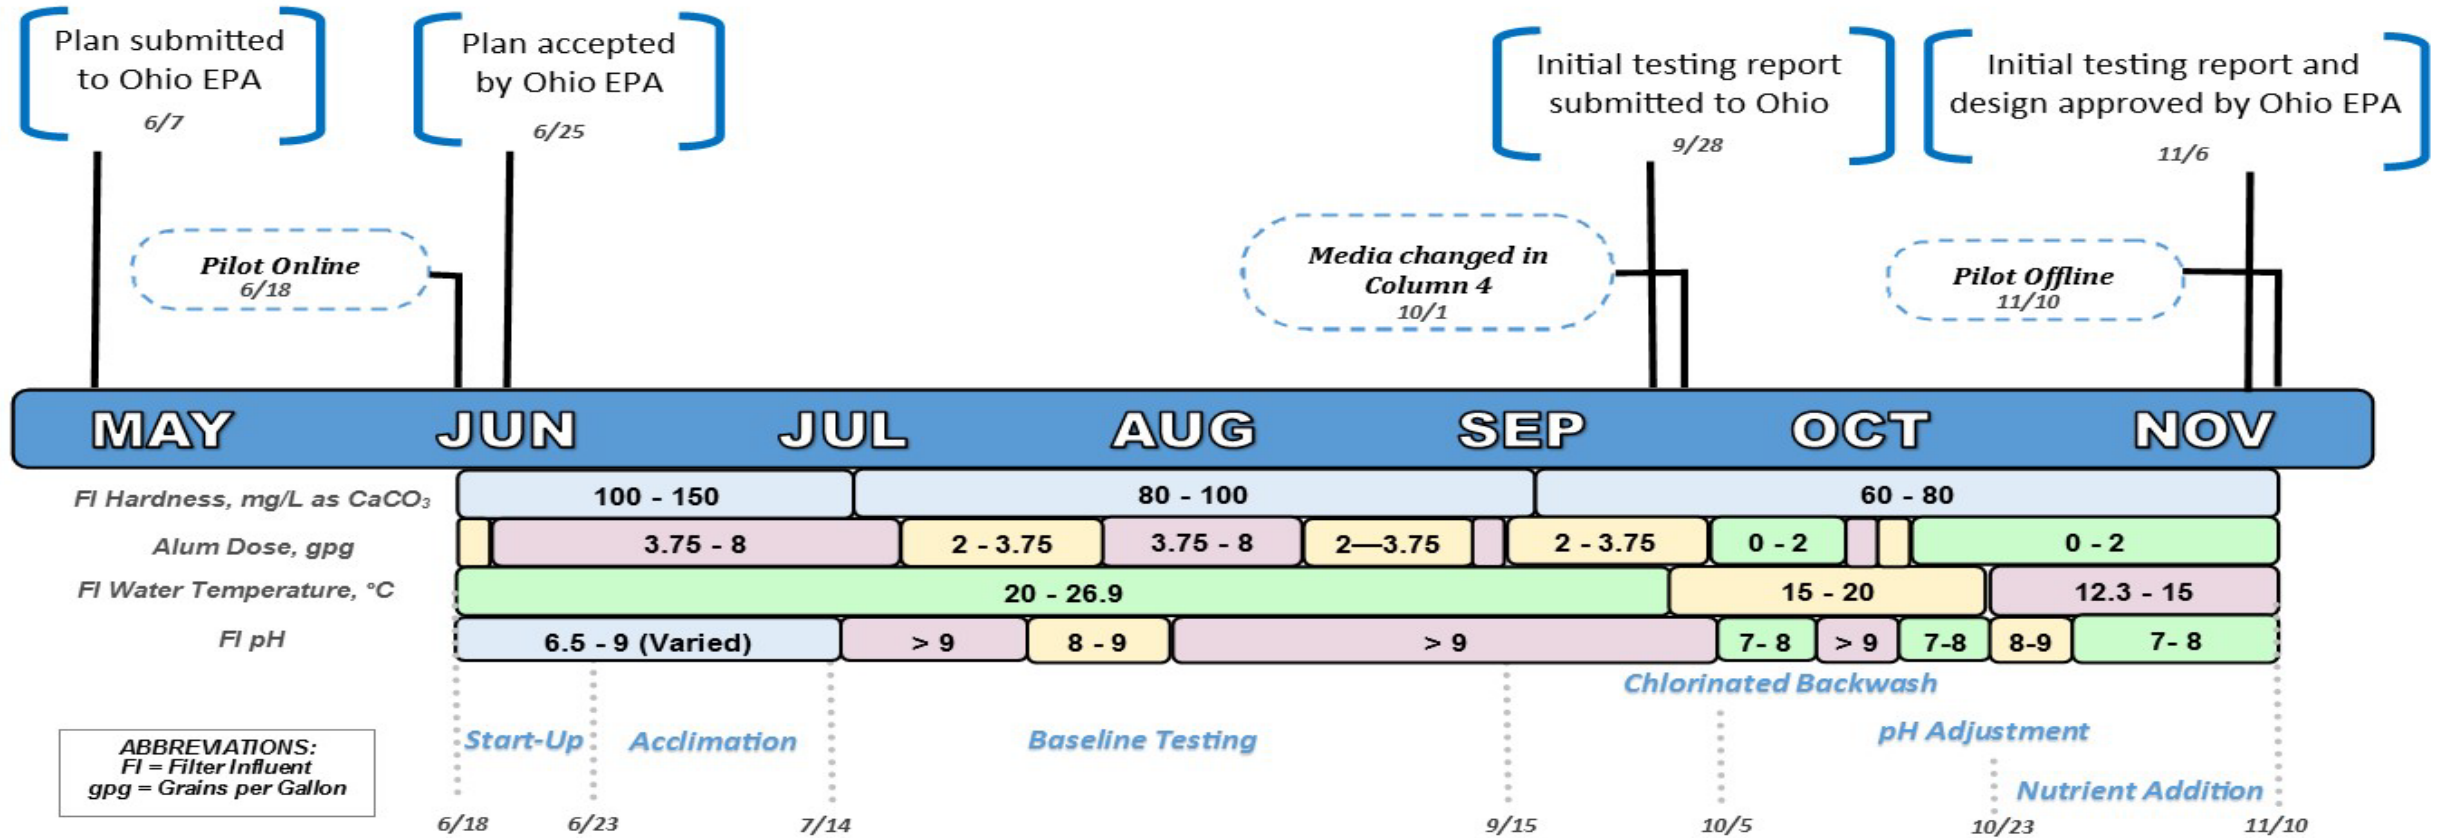 Plan submitted
to Ohio EPA
6/7
Plan accepted
by Ohio EPA
6/25
Initial testing report
submitted to Ohio
9/28
Initial testing report and
design approved by Ohio EPA
11/6
Pilot Online
6/18
Media changed in
Column 4
10/1
Pilot Offline
11/10
MAY JUN JUL AUG SEP OCT NOV
FI Hardness, mg/L as CaCO₃ 100 - 150 80 - 100 60 - 80
Alum Dose, gpg 3.75 - 8 2 - 3.75 3.75 - 8 2—3.75 2 - 3.75 0 - 2 0 - 2
FI Water Temperature, °C 20 - 26.9 15 - 20 12.3 - 15
FI pH 6.5 - 9 (Varied) > 9 8 - 9 > 9 7- 8 > 9 7-8 8-9 7- 8
Chlorinated Backwash
Start-Up Acclimation Baseline Testing pH Adjustment
Nutrient Addition
ABBREVIATIONS:
FI = Filter Influent
gpg = Grains per Gallon
6/18 6/23 7/14 9/15 10/5 10/23 11/10